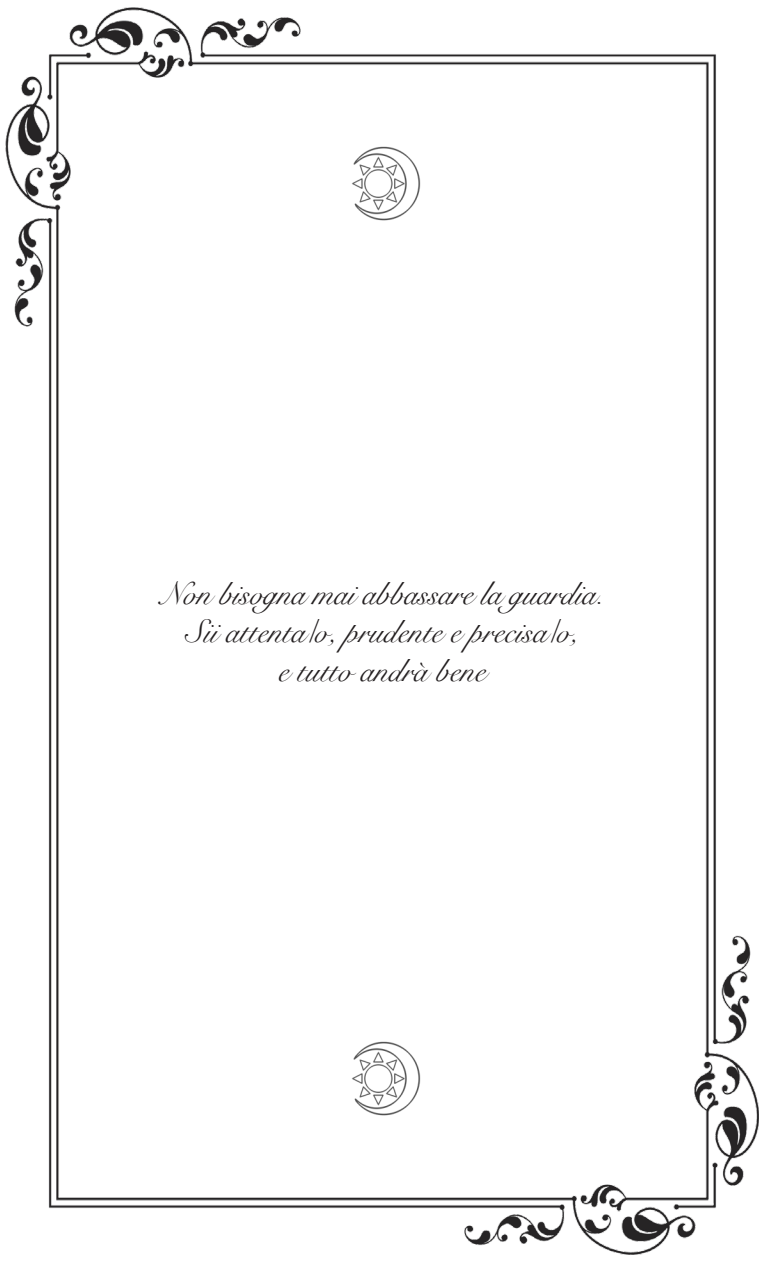 Non bisogna mai abbassare la guardia.
Sii attenta/o, prudente e precisa/o,
e tutto andrà bene